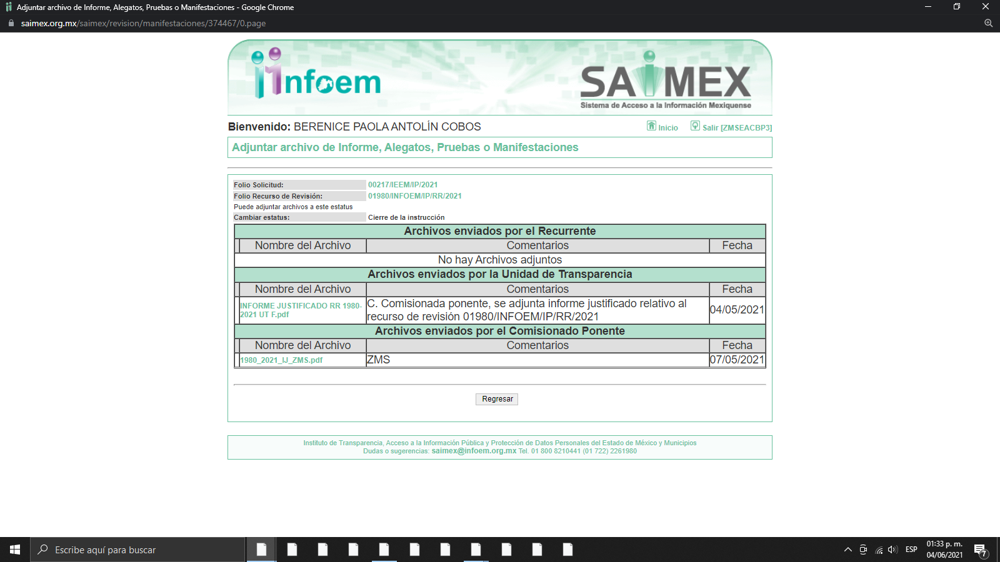 Adjuntar archivo de Informe, Alegatos, Pruebas o Manifestaciones - Google Chrome
saimex.org.mx/saimex/revision/manifestaciones/374467/0.page
infoem
SAIMEX
Sistema de Acceso a la Información Mexiquense
Bienvenido: BERENICE PAOLA ANTOLÍN COBOS
Inicio Salir [ZMSEACBP3]
Adjuntar archivo de Informe, Alegatos, Pruebas o Manifestaciones
Folio Solicitud: 00217/IEEM/IP/2021
Folio Recurso de Revisión: 01980/INFOEM/IP/RR/2021
Puede adjuntar archivos a este estatus
Cambiar estatus: Cierre de la instrucción
Archivos enviados por el Recurrente
Nombre del Archivo Comentarios Fecha
No hay Archivos adjuntos
Archivos enviados por la Unidad de Transparencia
Nombre del Archivo Comentarios Fecha
INFORME JUSTIFICADO RR 1980-
2021 UT F.pdf
C. Comisionada ponente, se adjunta informe justificado relativo al
recurso de revisión 01980/INFOEM/IP/RR/2021
04/05/2021
Archivos enviados por el Comisionado Ponente
Nombre del Archivo Comentarios Fecha
1980_2021_IJ_ZMS.pdf ZMS 07/05/2021
Regresar
Instituto de Transparencia, Acceso a la Información Pública y Protección de Datos Personales del Estado de México y Municipios
Dudas o sugerencias: saimex@infoem.org.mx Tel. 01 800 8210441 (01 722) 2261980
Escribe aquí para buscar
ESP
01:33 p. m.
04/06/2021
7